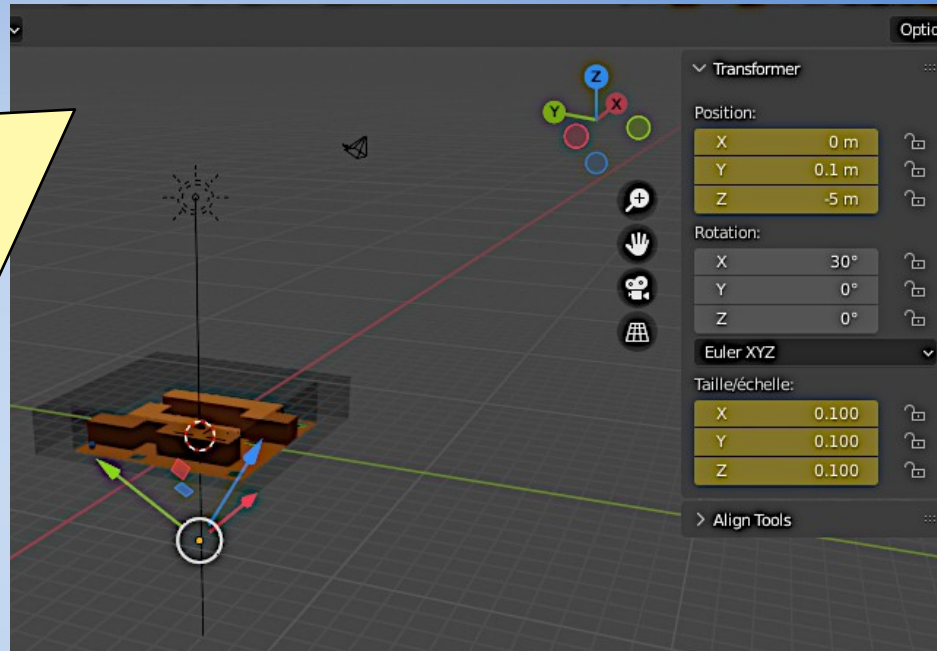 Optio
Transformer
Z
X
Y
Position:
X 0 m
Y 0.1 m
Z -5 m
Rotation:
X 30°
Y 0°
Z 0°
Euler XYZ
Taille/échelle:
X 0.100
Y 0.100
Z 0.100
Align Tools